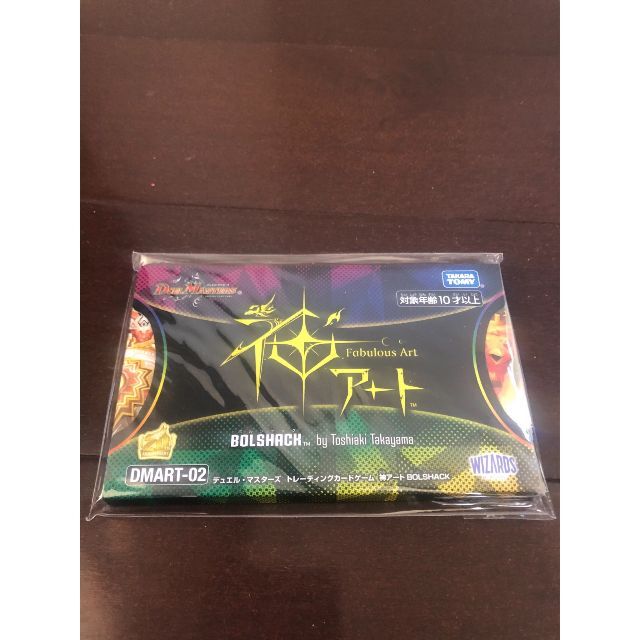 DUEL MASTERS
TAKARA TOMY
対象年齢10才以上
神アート
Fabulous Art
BOLSHACK™ by Toshiaki Takayama
DMART-02 デュエル・マスターズ トレーディングカードゲーム 神アート BOLSHACK
WIZARDS